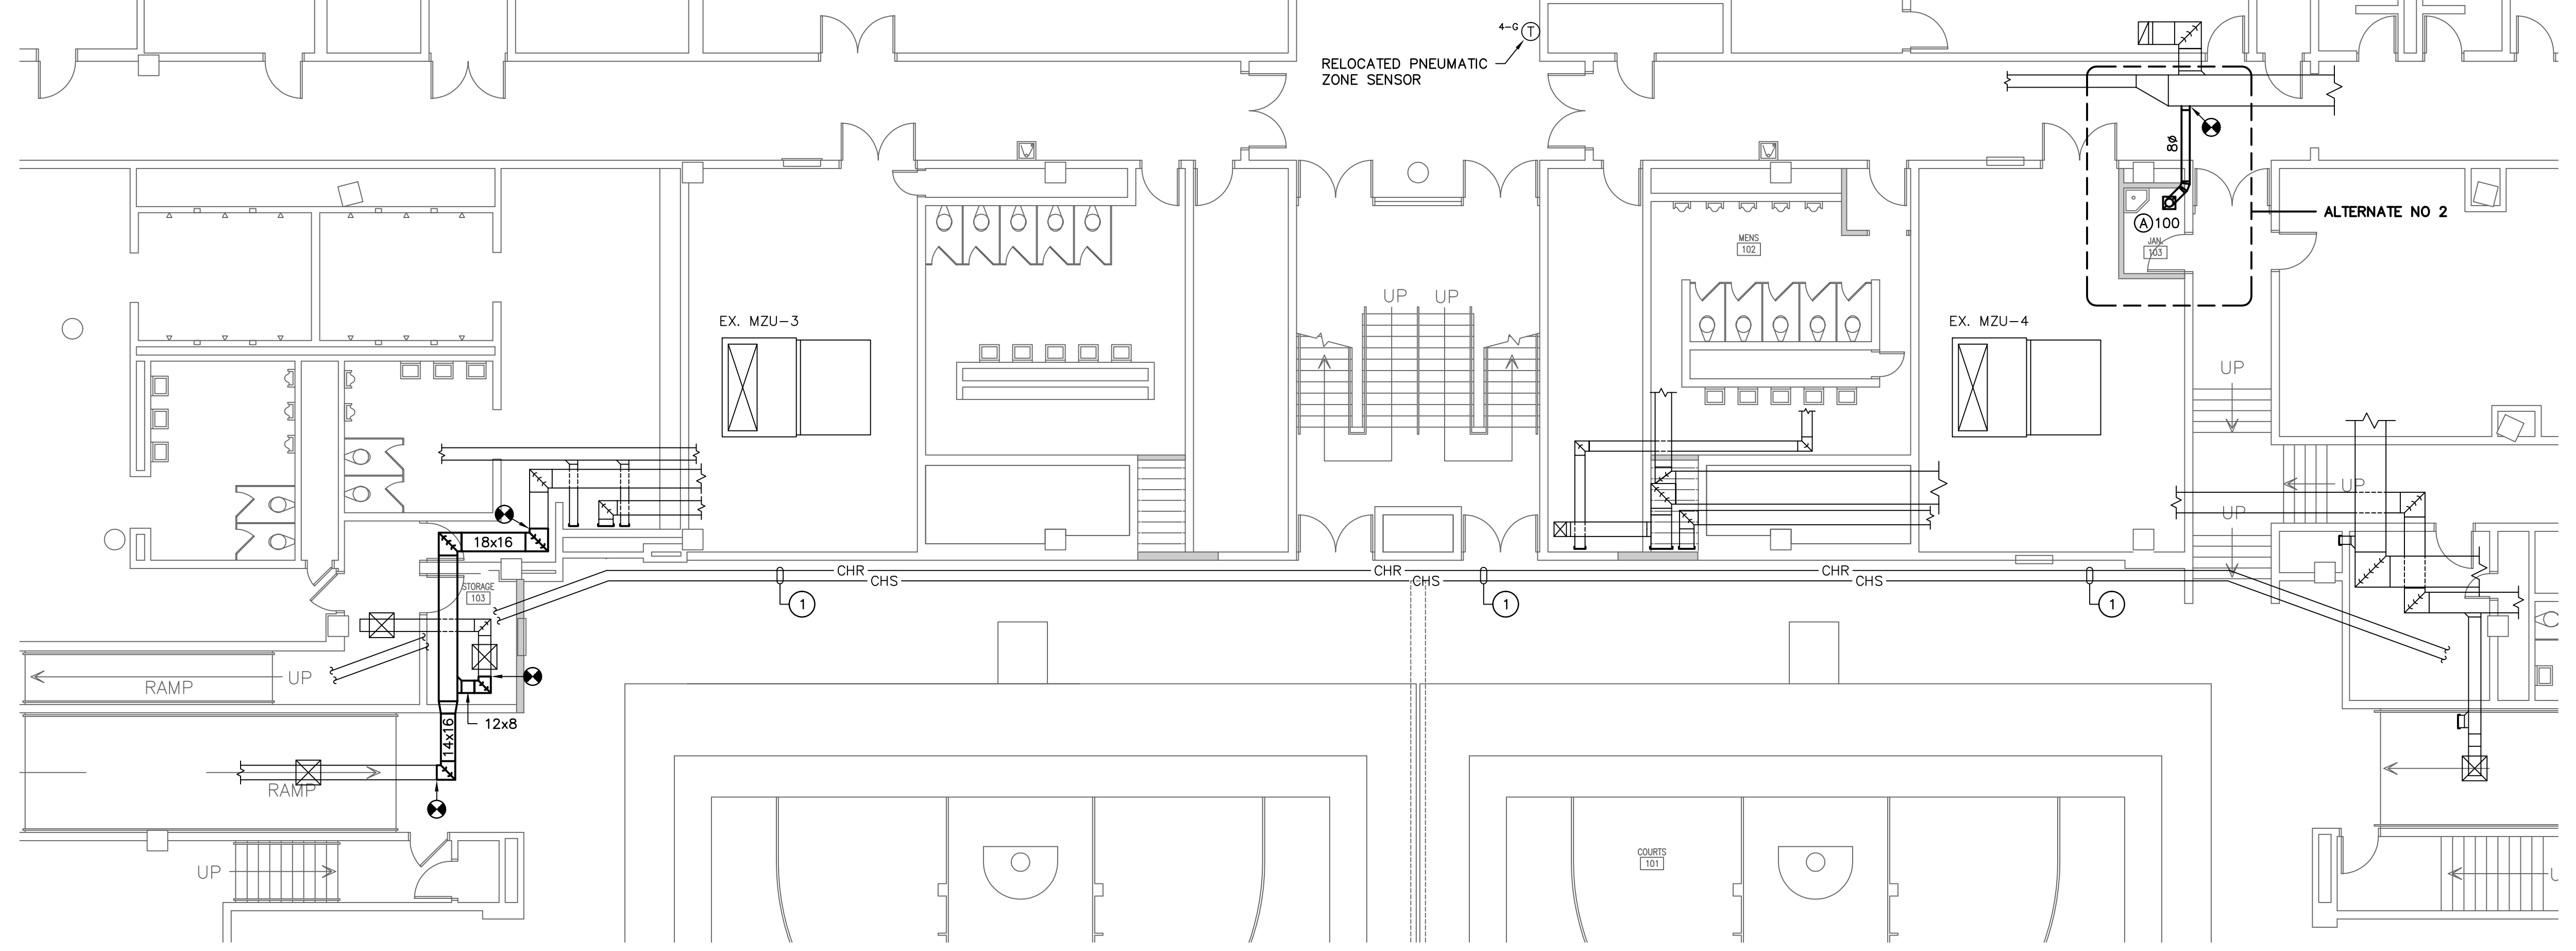 4-G T
RELOCATED PNEUMATIC
ZONE SENSOR
8ø
ALTERNATE NO 2
A 100
JAN.
103
MENS
102
UP
UP
EX. MZU-3
EX. MZU-4
UP
UP
UP
18x16
CHR
CHR
CHR
CHS
CHS
CHS
STORAGE
103
1
1
1
UP
RAMP
12x8
14x16
RAMP
COURTS
101
UP